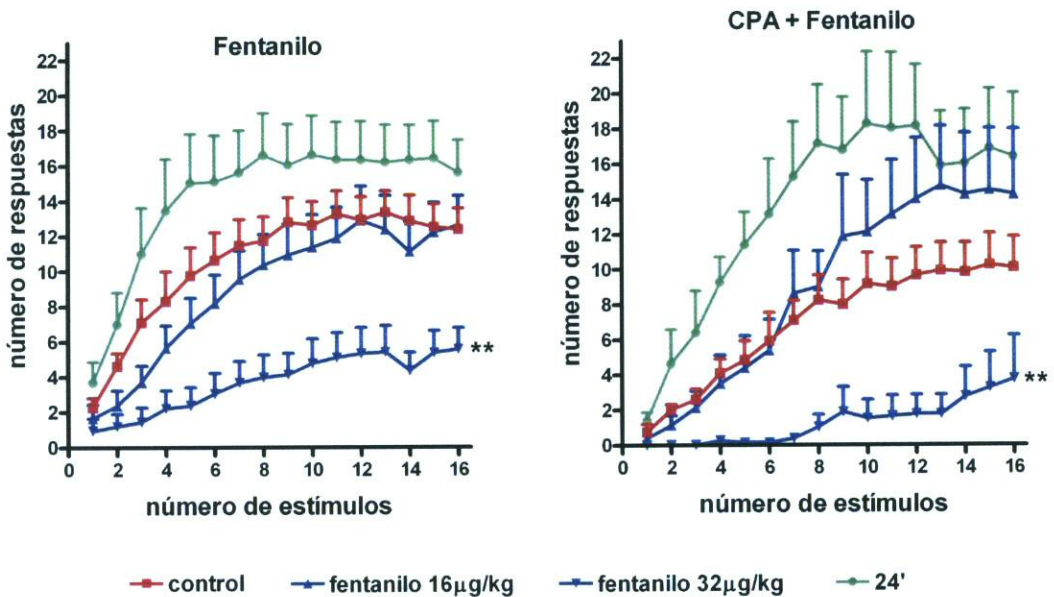 Fentanilo
número de respuestas
22
20
18
16
14
12
10
8
6
4
2
0
0 2 4 6 8 10 12 14 16
número de estímulos
**
CPA + Fentanilo
número de respuestas
22
20
18
16
14
12
10
8
6
4
2
0
0 2 4 6 8 10 12 14 16
número de estímulos
**
control fentanilo 16µg/kg fentanilo 32µg/kg 24'